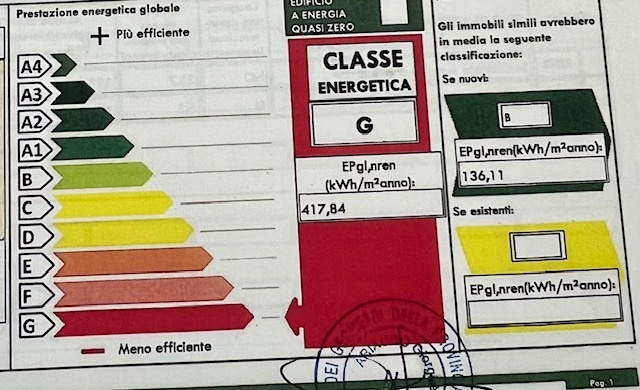 Prestazione energetica globale
+ Più efficiente
A4
A3
A2
A1
B
C
D
E
F
G
Meno efficiente
EDIFICIO
A ENERGIA
QUASI ZERO
CLASSE
ENERGETICA
G
EPgl,nren
(kWh/m²anno):
417,84
Gli immobili simili avrebbero
in media la seguente
classificazione:
Se nuovi:
B
EPgl,nren(kWh/m²anno):
136,11
Se esistenti:
EPgl,nren(kWh/m²anno):
Pag. 1